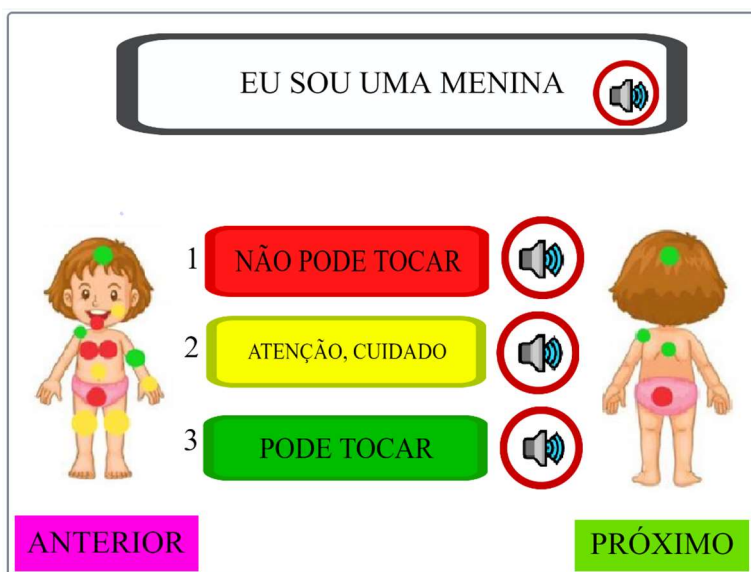 EU SOU UMA MENINA
1 NÃO PODE TOCAR
2 ATENÇÃO, CUIDADO
3 PODE TOCAR
ANTERIOR
PRÓXIMO